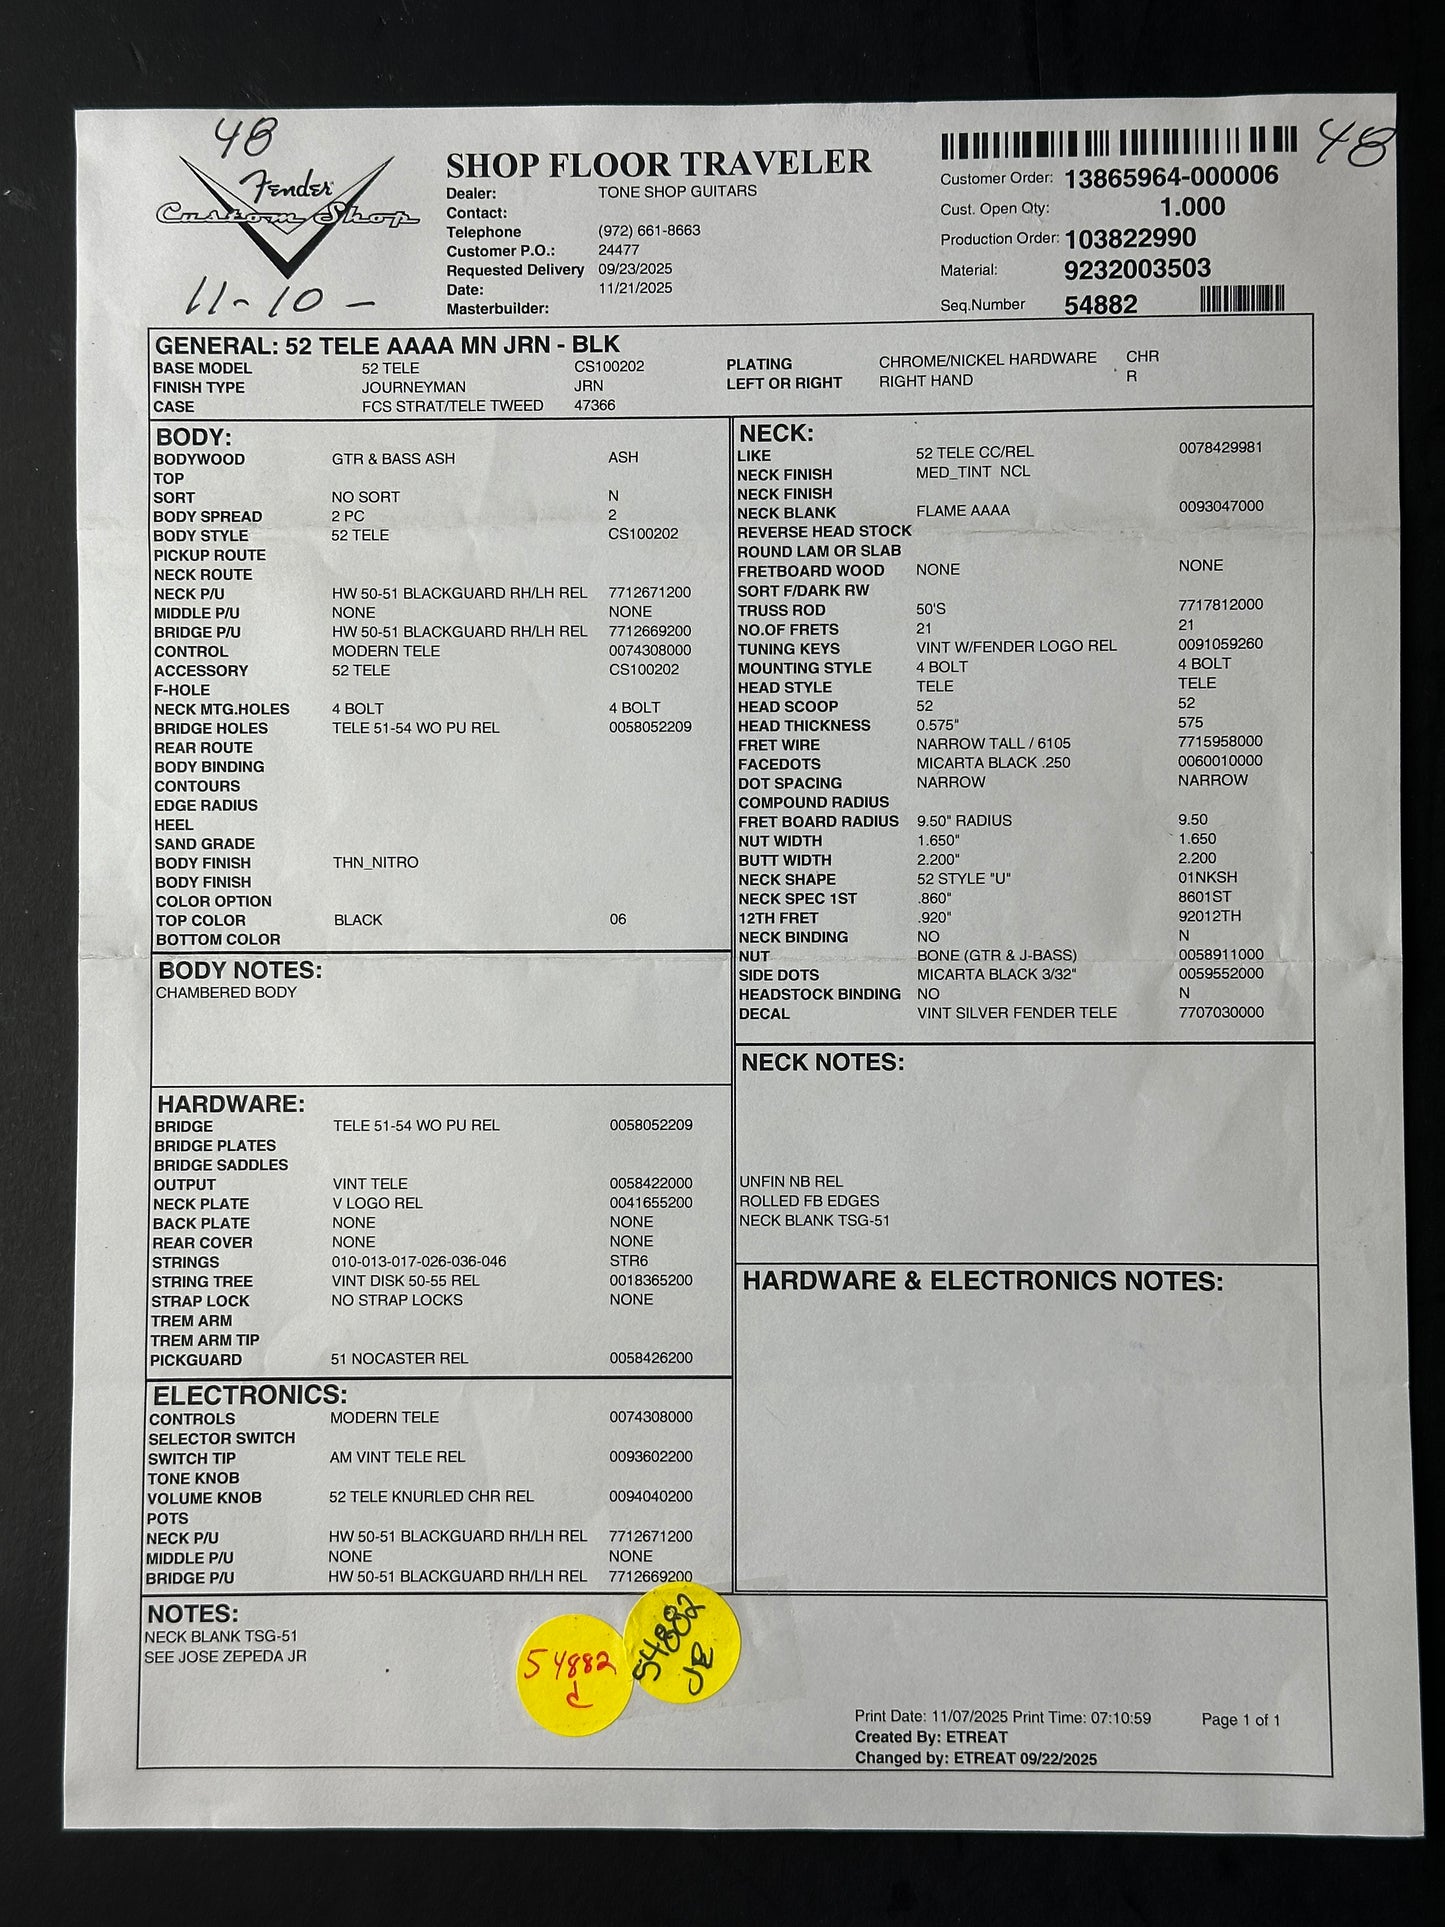 48
48
Fender
Custom Shop
11-10-
SHOP FLOOR TRAVELER
Dealer: TONE SHOP GUITARS
Contact:
Telephone (972) 661-8663
Customer P.O.: 24477
Requested Delivery 09/23/2025
Date: 11/21/2025
Masterbuilder:
Customer Order: 13865964-000006
Cust. Open Qty: 1.000
Production Order: 103822990
Material: 9232003503
Seq.Number 54882
GENERAL: 52 TELE AAAA MN JRN - BLK
BASE MODEL 52 TELE CS100202
FINISH TYPE JOURNEYMAN JRN
CASE FCS STRAT/TELE TWEED 47366
PLATING CHROME/NICKEL HARDWARE CHR
LEFT OR RIGHT RIGHT HAND R
BODY:
BODYWOOD GTR & BASS ASH ASH
TOP
SORT NO SORT N
BODY SPREAD 2 PC 2
BODY STYLE 52 TELE CS100202
PICKUP ROUTE
NECK ROUTE
NECK P/U HW 50-51 BLACKGUARD RH/LH REL 7712671200
MIDDLE P/U NONE NONE
BRIDGE P/U HW 50-51 BLACKGUARD RH/LH REL 7712669200
CONTROL MODERN TELE 0074308000
ACCESSORY 52 TELE CS100202
F-HOLE
NECK MTG.HOLES 4 BOLT 4 BOLT
BRIDGE HOLES TELE 51-54 WO PU REL 0058052209
REAR ROUTE
BODY BINDING
CONTOURS
EDGE RADIUS
HEEL
SAND GRADE
BODY FINISH THN_NITRO
BODY FINISH
COLOR OPTION
TOP COLOR BLACK 06
BOTTOM COLOR
BODY NOTES:
CHAMBERED BODY
HARDWARE:
BRIDGE TELE 51-54 WO PU REL 0058052209
BRIDGE PLATES
BRIDGE SADDLES
OUTPUT VINT TELE 0058422000
NECK PLATE V LOGO REL 0041655200
BACK PLATE NONE NONE
REAR COVER NONE NONE
STRINGS 010-013-017-026-036-046 STR6
STRING TREE VINT DISK 50-55 REL 0018365200
STRAP LOCK NO STRAP LOCKS NONE
TREM ARM
TREM ARM TIP
PICKGUARD 51 NOCASTER REL 0058426200
ELECTRONICS:
CONTROLS MODERN TELE 0074308000
SELECTOR SWITCH
SWITCH TIP AM VINT TELE REL 0093602200
TONE KNOB
VOLUME KNOB 52 TELE KNURLED CHR REL 0094040200
POTS
NECK P/U HW 50-51 BLACKGUARD RH/LH REL 7712671200
MIDDLE P/U NONE NONE
BRIDGE P/U HW 50-51 BLACKGUARD RH/LH REL 7712669200
NECK:
LIKE 52 TELE CC/REL 0078429981
NECK FINISH MED_TINT NCL
NECK FINISH
NECK BLANK FLAME AAAA 0093047000
REVERSE HEAD STOCK
ROUND LAM OR SLAB
FRETBOARD WOOD NONE NONE
SORT F/DARK RW
TRUSS ROD 50'S 7717812000
NO.OF FRETS 21 21
TUNING KEYS VINT W/FENDER LOGO REL 0091059260
MOUNTING STYLE 4 BOLT 4 BOLT
HEAD STYLE TELE TELE
HEAD SCOOP 52 52
HEAD THICKNESS 0.575" 575
FRET WIRE NARROW TALL / 6105 7715958000
FACEDOTS MICARTA BLACK .250 0060010000
DOT SPACING NARROW NARROW
COMPOUND RADIUS
FRET BOARD RADIUS 9.50" RADIUS 9.50
NUT WIDTH 1.650" 1.650
BUTT WIDTH 2.200" 2.200
NECK SHAPE 52 STYLE "U" 01NKSH
NECK SPEC 1ST .860" 8601ST
12TH FRET .920" 92012TH
NECK BINDING NO N
NUT BONE (GTR & J-BASS) 0058911000
SIDE DOTS MICARTA BLACK 3/32" 0059552000
HEADSTOCK BINDING NO N
DECAL VINT SILVER FENDER TELE 7707030000
NECK NOTES:
UNFIN NB REL
ROLLED FB EDGES
NECK BLANK TSG-51
HARDWARE & ELECTRONICS NOTES:
NOTES:
NECK BLANK TSG-51
SEE JOSE ZEPEDA JR
54882
54882
Print Date: 11/07/2025 Print Time: 07:10:59 Page 1 of 1
Created By: ETREAT
Changed by: ETREAT 09/22/2025